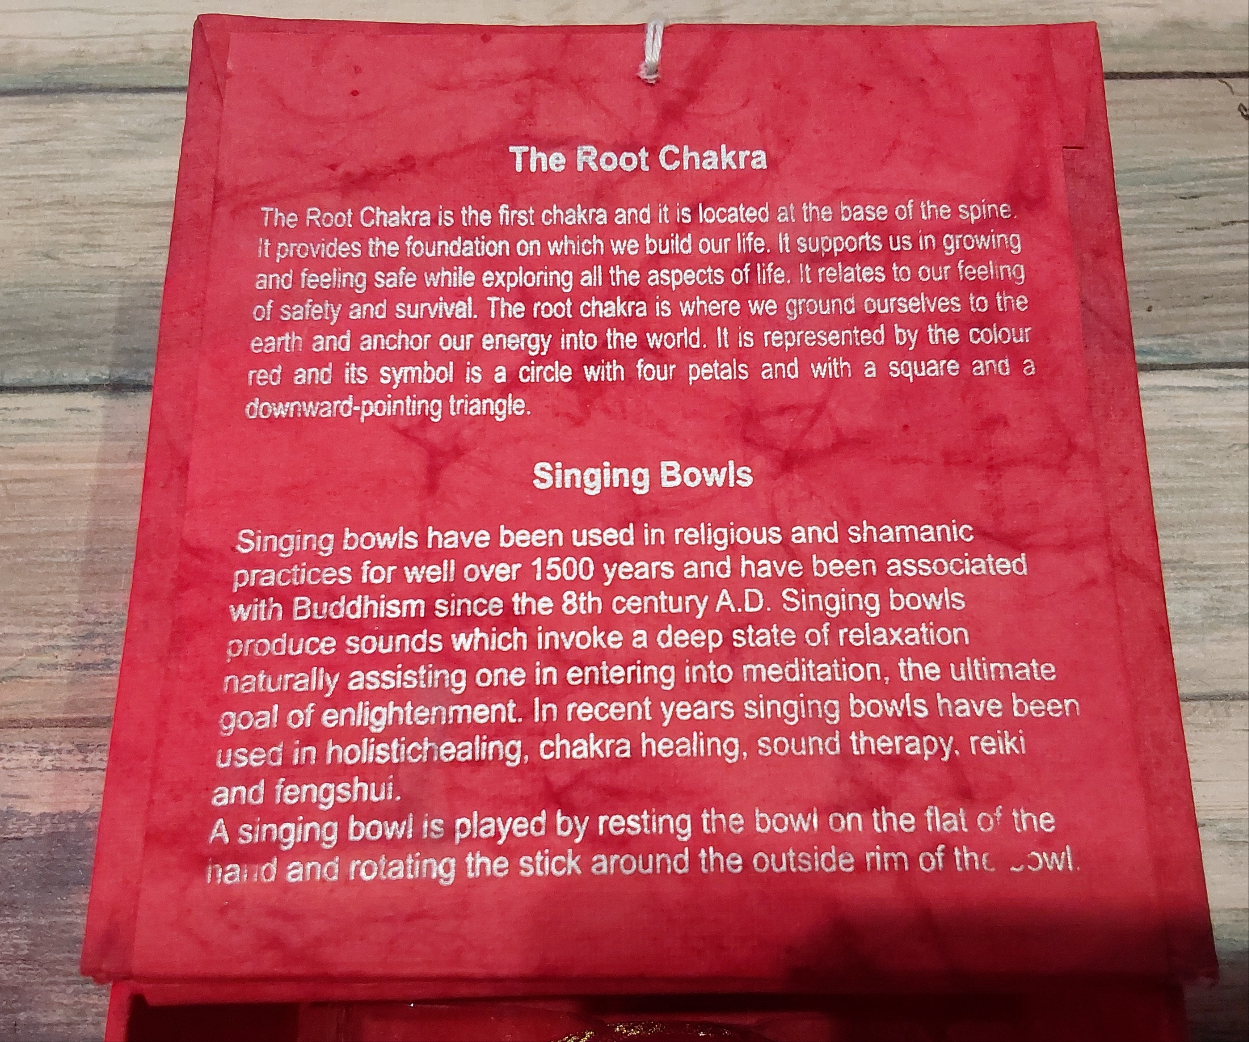 The Root Chakra
The Root Chakra is the first chakra and it is located at the base of the spine.
It provides the foundation on which we build our life. It supports us in growing
and feeling safe while exploring all the aspects of life. It relates to our feeling
of safety and survival. The root chakra is where we ground ourselves to the
earth and anchor our energy into the world. It is represented by the colour
red and its symbol is a circle with four petals and with a square and a
downward-pointing triangle.
Singing Bowls
Singing bowls have been used in religious and shamanic
practices for well over 1500 years and have been associated
with Buddhism since the 8th century A.D. Singing bowls
produce sounds which invoke a deep state of relaxation
naturally assisting one in entering into meditation, the ultimate
goal of enlightenment. In recent years singing bowls have been
used in holistichealing, chakra healing, sound therapy, reiki
and fengshui.
A singing bowl is played by resting the bowl on the flat of the
hand and rotating the stick around the outside rim of the bowl.